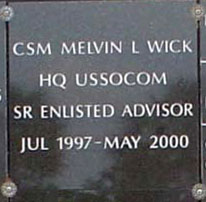 CSM MELVIN L WICK
HQ USSOCOM
SR ENLISTED ADVISOR
JUL 1997-MAY 2000